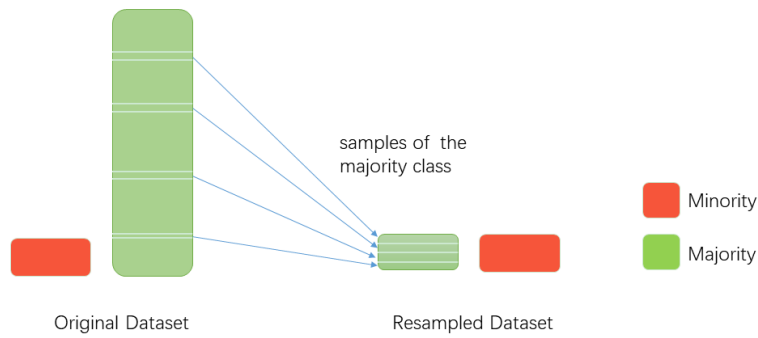 samples of the
majority class
Minority
Majority
Original Dataset
Resampled Dataset